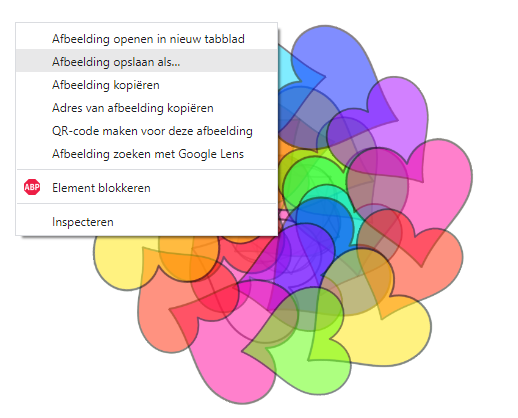 Afbeelding openen in nieuw tabblad
Afbeelding opslaan als...
Afbeelding kopiëren
Adres van afbeelding kopiëren
QR-code maken voor deze afbeelding
Afbeelding zoeken met Google Lens
ABP Element blokkeren
Inspecteren